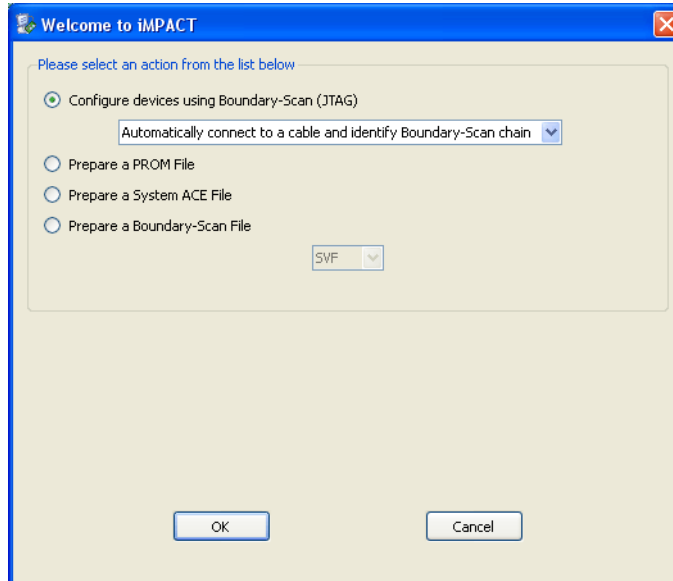 Welcome to iMPACT
Please select an action from the list below
Configure devices using Boundary-Scan (JTAG)
Automatically connect to a cable and identify Boundary-Scan chain
Prepare a PROM File
Prepare a System ACE File
Prepare a Boundary-Scan File
SVF
OK Cancel